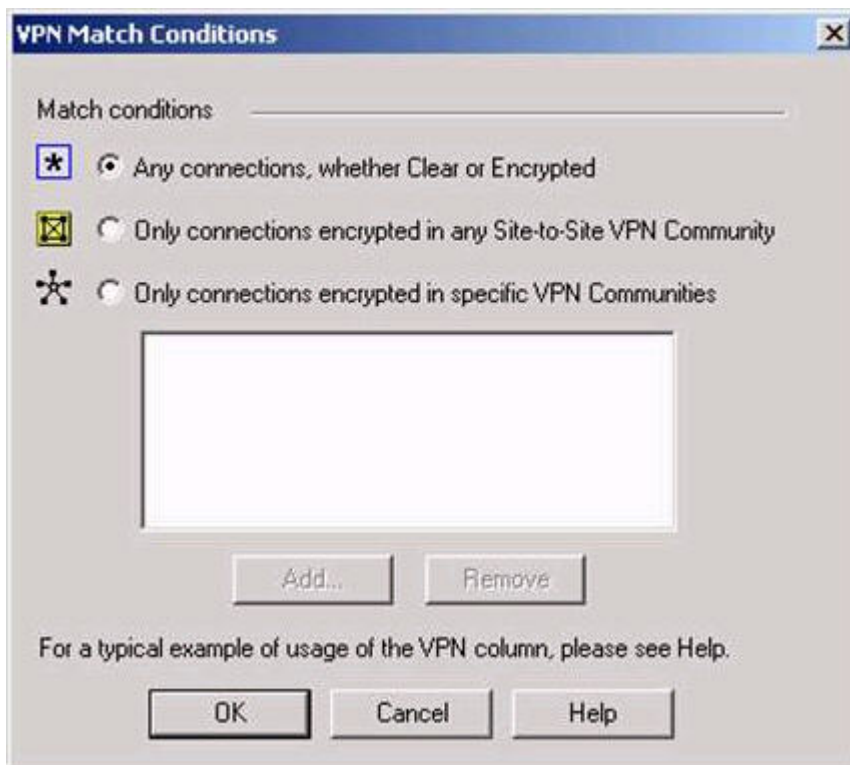 VPN Match Conditions
Match conditions
Any connections, whether Clear or Encrypted
Only connections encrypted in any Site-to-Site VPN Community
Only connections encrypted in specific VPN Communities
Add... Remove
For a typical example of usage of the VPN column, please see Help.
OK Cancel Help